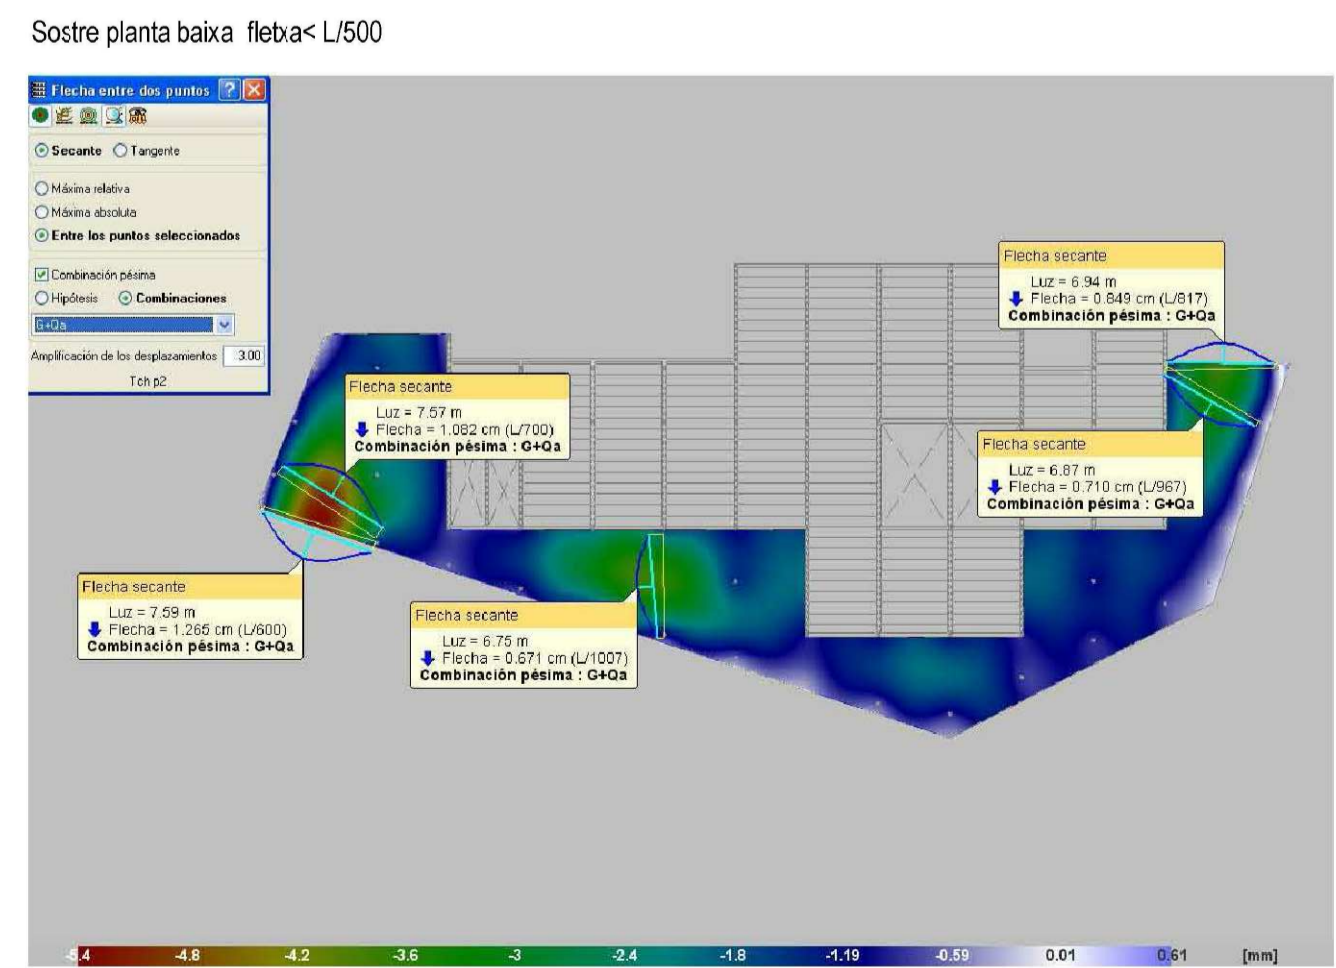 Sostre planta baixa fletxa< L/500
Flecha entre dos puntos
Secante Tangente
Máxima relativa
Máxima absoluta
Entre los puntos seleccionados
Combinación pésima
Hipótesis Combinaciones
G+Qa
Amplificación de los desplazamientos 3.00
Tch p2
Flecha secante
Luz = 6.94 m
Flecha = 0.849 cm (L/817)
Combinación pésima : G+Qa
Flecha secante
Luz = 7.57 m
Flecha = 1.082 cm (L/700)
Combinación pésima : G+Qa
Flecha secante
Luz = 6.87 m
Flecha = 0.710 cm (L/967)
Combinación pésima : G+Qa
Flecha secante
Luz = 7.59 m
Flecha = 1.265 cm (L/600)
Combinación pésima : G+Qa
Flecha secante
Luz = 6.75 m
Flecha = 0.671 cm (L/1007)
Combinación pésima : G+Qa
-5.4 -4.8 -4.2 -3.6 -3 -2.4 -1.8 -1.19 -0.59 0.01 0.61 [mm]